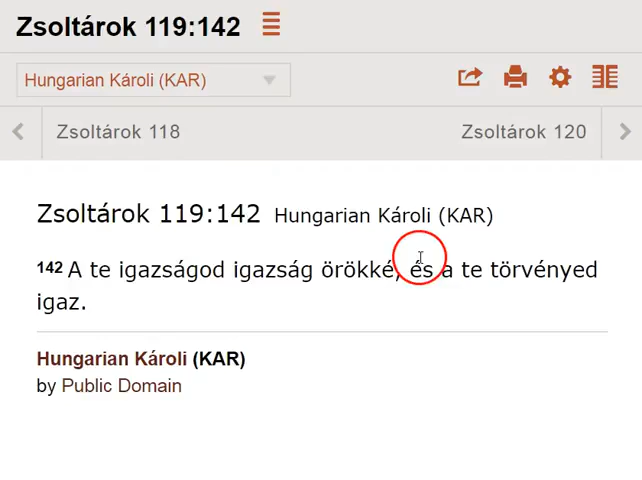 Zsoltárok 119:142
Hungarian Károli (KAR)
Zsoltárok 118 Zsoltárok 120
Zsoltárok 119:142 Hungarian Károli (KAR)
142 A te igazságod igazság örökké, és a te törvényed
igaz.
Hungarian Károli (KAR)
by Public Domain